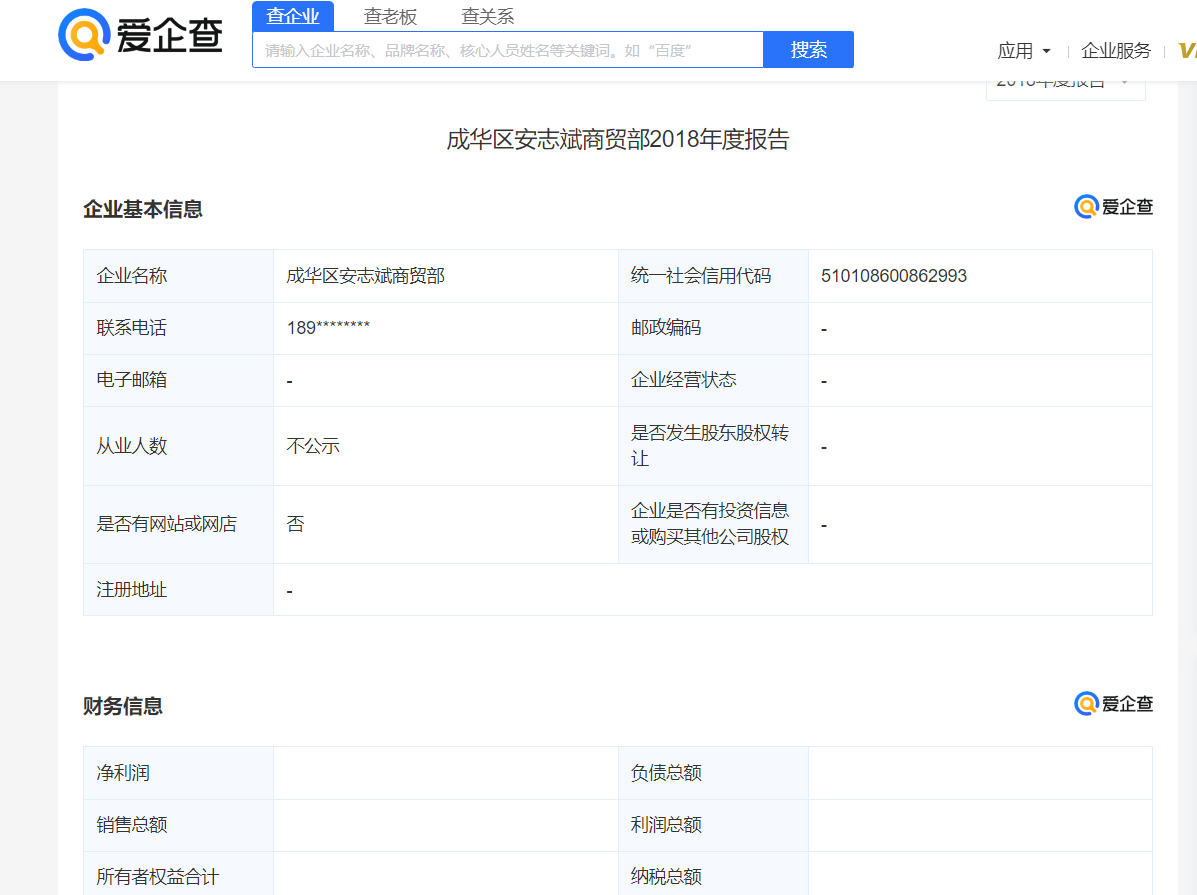 爱企查
查企业 查老板 查关系
请输入企业名称、品牌名称、核心人员姓名等关键词。如“百度” 搜索
应用 企业服务
2018年度报告
成华区安志斌商贸部2018年度报告
企业基本信息 爱企查
企业名称 成华区安志斌商贸部 统一社会信用代码 510108600862993
联系电话 189******** 邮政编码 -
电子邮箱 - 企业经营状态 -
从业人数 不公示 是否发生股东股权转
让 -
是否有网站或网店 否 企业是否有投资信息
或购买其他公司股权 -
注册地址 -
财务信息 爱企查
净利润 负债总额
销售总额 利润总额
所有者权益合计 纳税总额